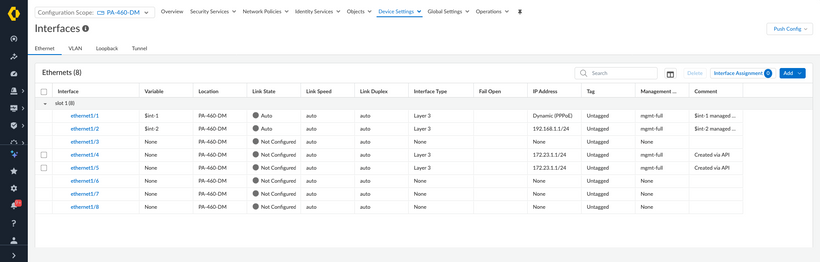 Configuration Scope: PA-460-DM Overview Security Services Network Policies Identity Services Objects Device Settings Global Settings Operations
Interfaces
Push Config
Ethernet VLAN Loopback Tunnel
Ethernets (8)
Search Delete Interface Assignment 0 Add
Interface Variable Location Link State Link Speed Link Duplex Interface Type Fail Open IP Address Tag Management ... Comment
slot 1 (8)
ethernet1/1 $int-1 PA-460-DM Auto auto auto Layer 3 Dynamic (PPPoE) Untagged mgmt-full $int-1 managed ...
ethernet1/2 $int-2 PA-460-DM Auto auto auto Layer 3 192.168.1.1/24 Untagged mgmt-full $int-2 managed ...
ethernet1/3 None PA-460-DM Not Configured auto auto None None Untagged None
ethernet1/4 None PA-460-DM Not Configured auto auto Layer 3 172.23.1.1/24 Untagged mgmt-full Created via API
ethernet1/5 None PA-460-DM Not Configured auto auto Layer 3 172.23.1.1/24 Untagged mgmt-full Created via API
ethernet1/6 None PA-460-DM Not Configured auto auto None None Untagged None
ethernet1/7 None PA-460-DM Not Configured auto auto None None Untagged None
ethernet1/8 None PA-460-DM Not Configured auto auto None None Untagged None